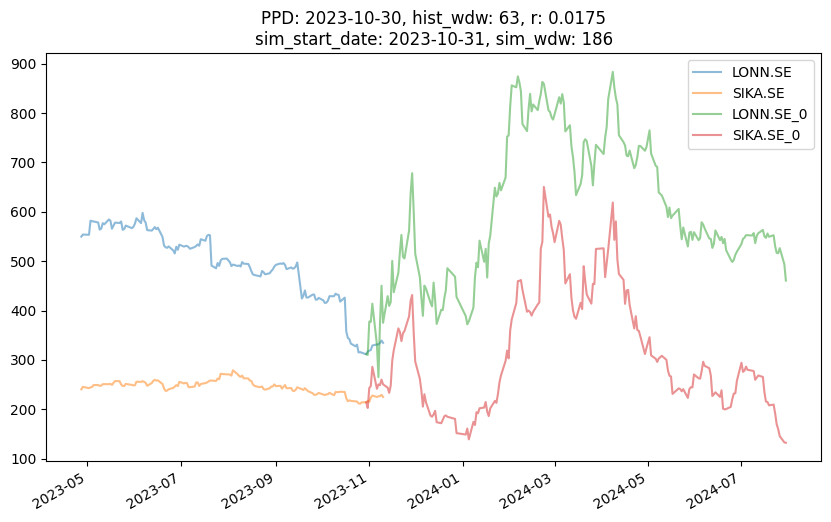 PPD: 2023-10-30, hist_wdw: 63, r: 0.0175
sim_start_date: 2023-10-31, sim_wdw: 186
900
800
700
600
500
400
300
200
100
LONN.SE
SIKA.SE
LONN.SE_0
SIKA.SE_0
2023-05
2023-07
2023-09
2023-11
2024-01
2024-03
2024-05
2024-07